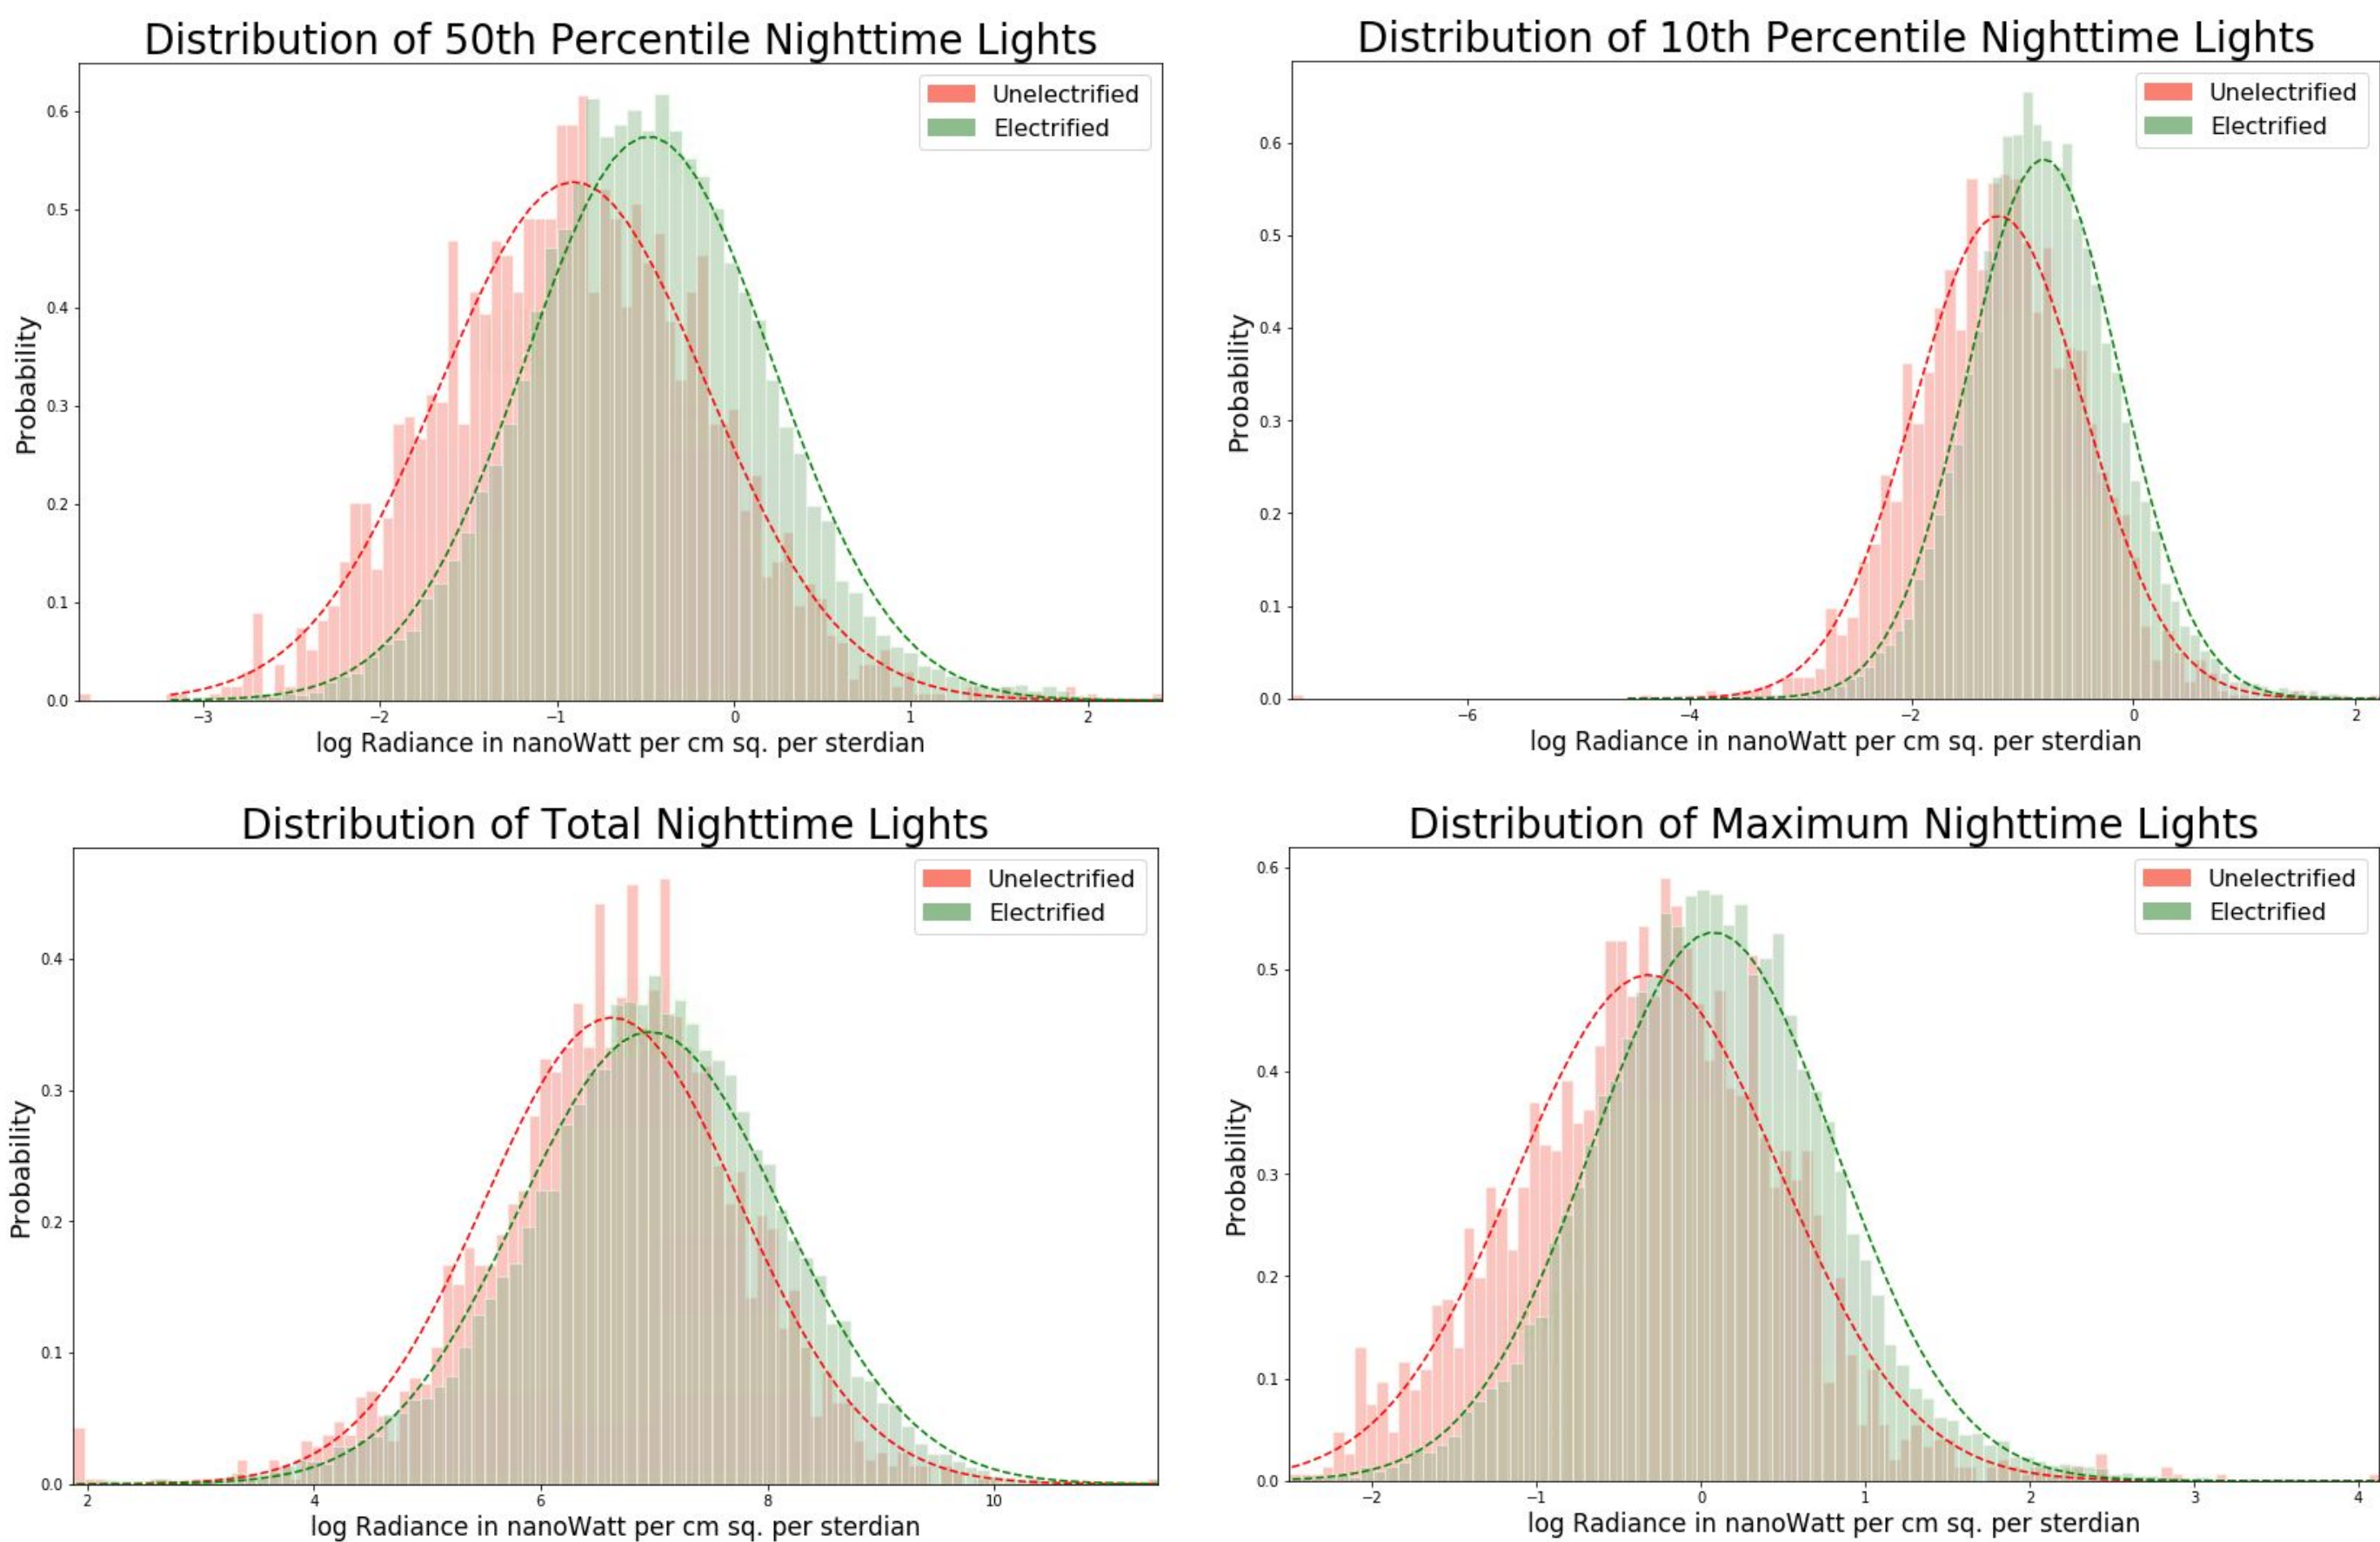 Distribution of 50th Percentile Nighttime Lights
Unelectrified
Electrified
0.6
0.5
0.4
0.3
0.2
0.1
0.0
Probability
−3 −2 −1 0 1 2
log Radiance in nanoWatt per cm sq. per sterdian
Distribution of 10th Percentile Nighttime Lights
Unelectrified
Electrified
0.6
0.5
0.4
0.3
0.2
0.1
0.0
Probability
−6 −4 −2 0 2
log Radiance in nanoWatt per cm sq. per sterdian
Distribution of Total Nighttime Lights
Unelectrified
Electrified
0.4
0.3
0.2
0.1
0.0
Probability
2 4 6 8 10
log Radiance in nanoWatt per cm sq. per sterdian
Distribution of Maximum Nighttime Lights
Unelectrified
Electrified
0.6
0.5
0.4
0.3
0.2
0.1
0.0
Probability
−2 −1 0 1 2 3 4
log Radiance in nanoWatt per cm sq. per sterdian